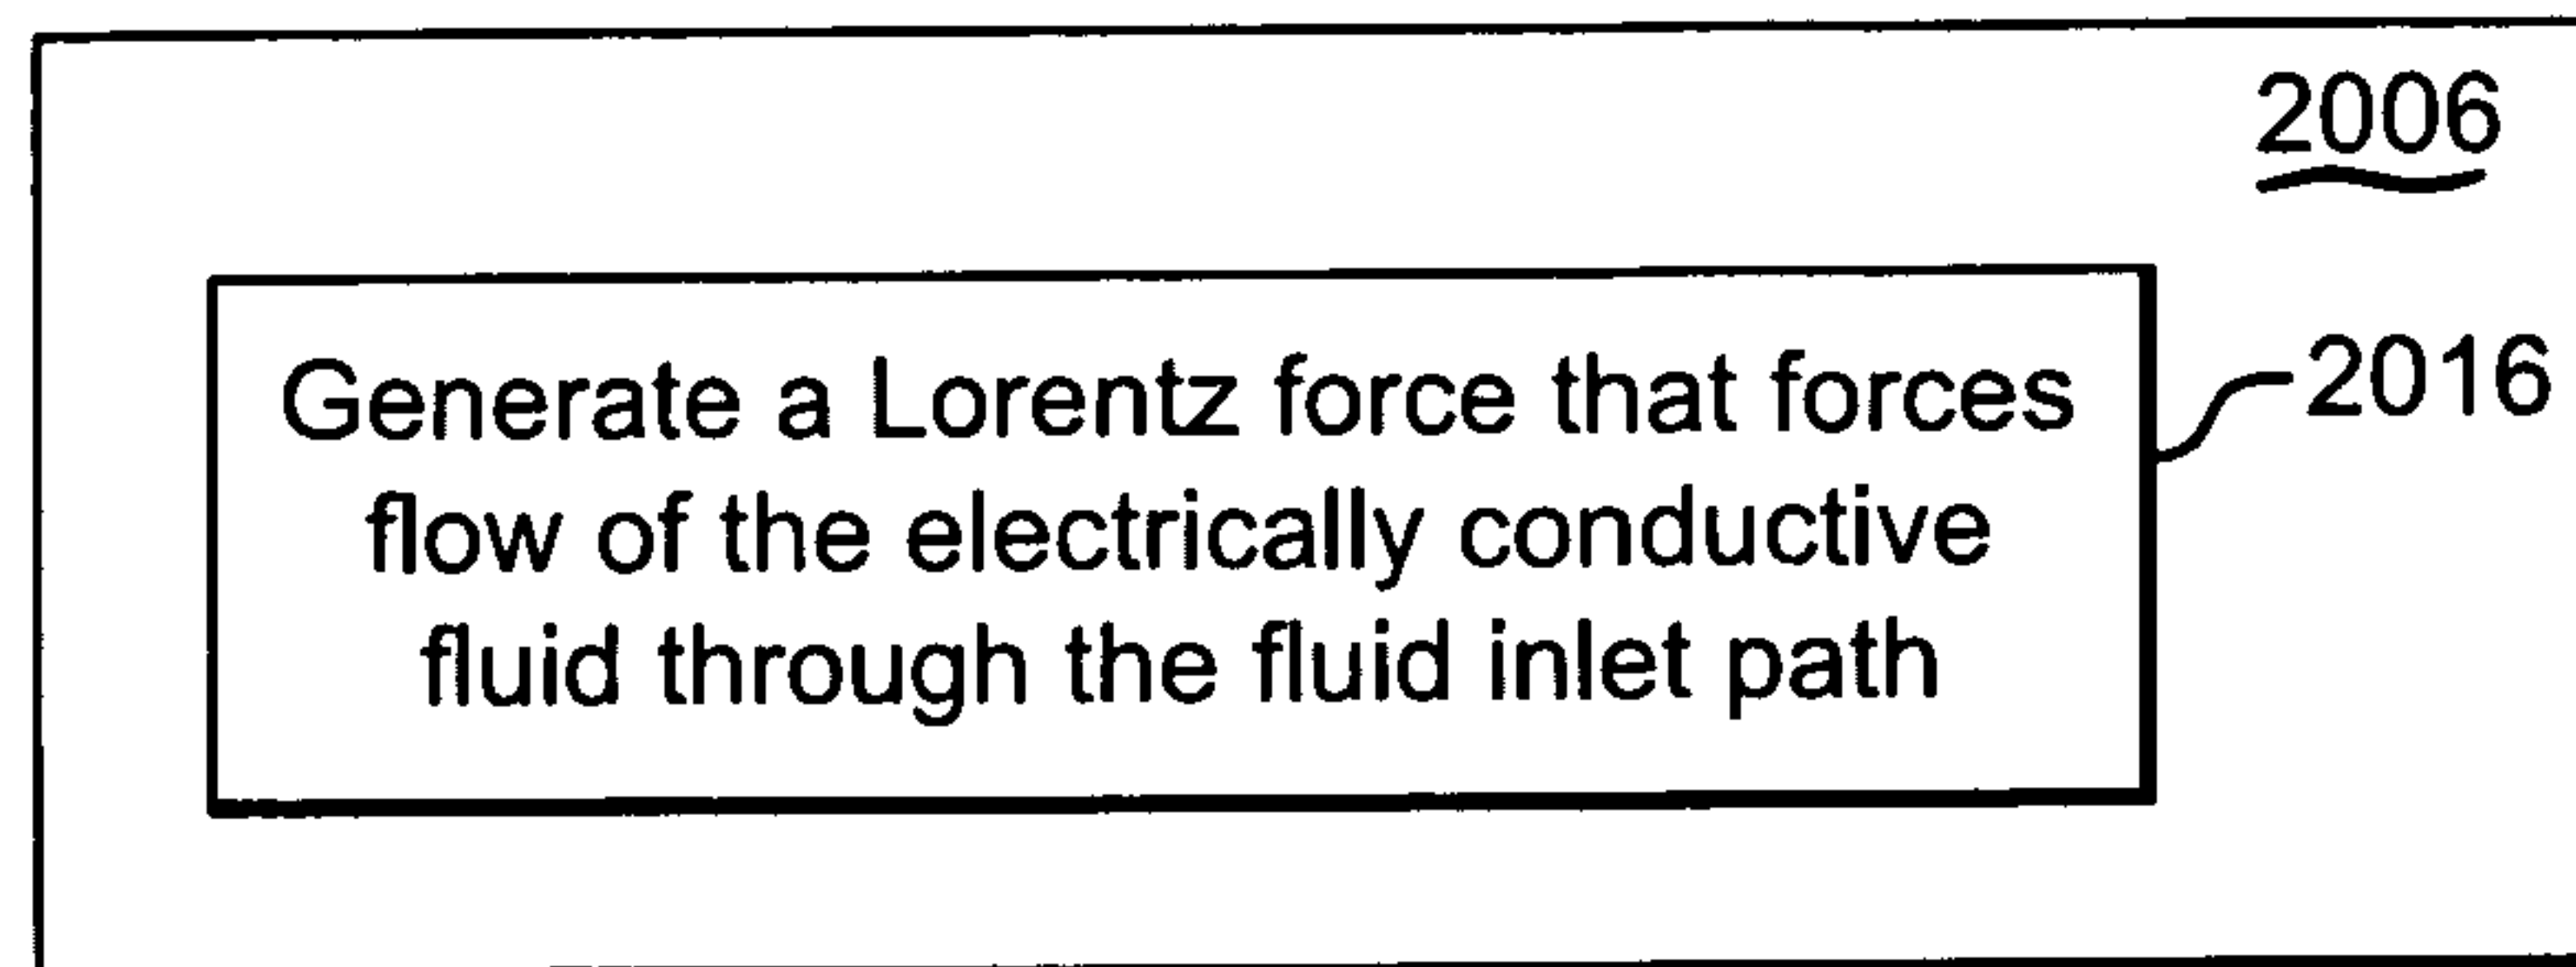 2006
Generate a Lorentz force that forces
2016
flow of the electrically conductive
fluid through the fluid inlet path